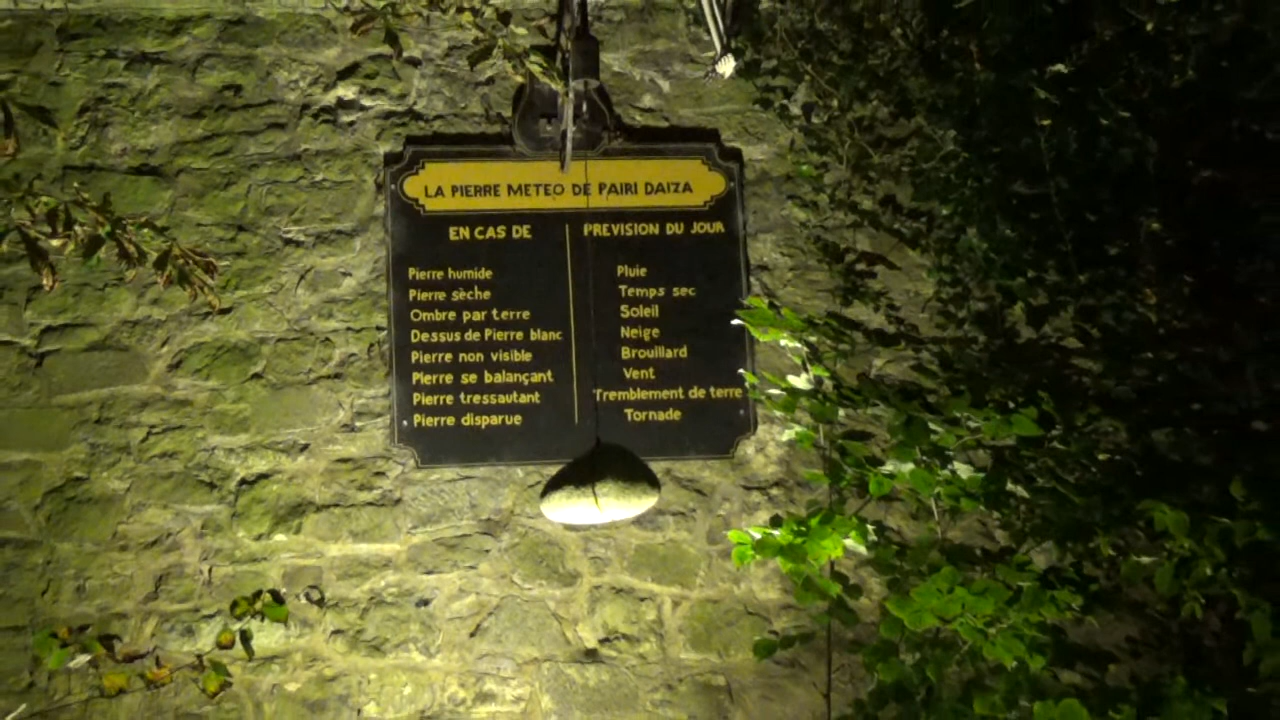 LA PIERRE METEO DE PAIRI DAIZA
EN CAS DE PREVISION DU JOUR
Pierre humide Pluie
Pierre sèche Temps sec
Ombre par terre Soleil
Dessus de Pierre blanc Neige
Pierre non visible Brouillard
Pierre se balançant Vent
Pierre tressautant Tremblement de terre
Pierre disparue Tornade